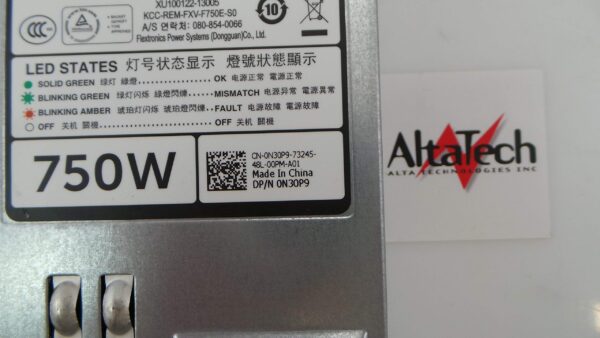 XU100122-13005
KCC-REM-FXV-F750E-S0
A/S 연락처: 080-854-0066
Flextronics Power Systems (Dongguan)Co., Ltd.
10
LED STATES 灯号状态显示 燈號狀態顯示
SOLID GREEN 绿灯 綠燈 OK 电源正常 電源正常
BLINKING GREEN 绿灯闪烁 綠燈閃爍 MISMATCH 电源异常 電源異常
BLINKING AMBER 琥珀灯闪烁 琥珀燈閃爍 FAULT 电源故障 電源故障
OFF 关机 關機 OFF 关机 關機
750W
CN-0N30P9-73245-
48L-00PM-A01
Made in China
DP/N 0N30P9
AltaTech
ALTA TECHNOLOGIES INC